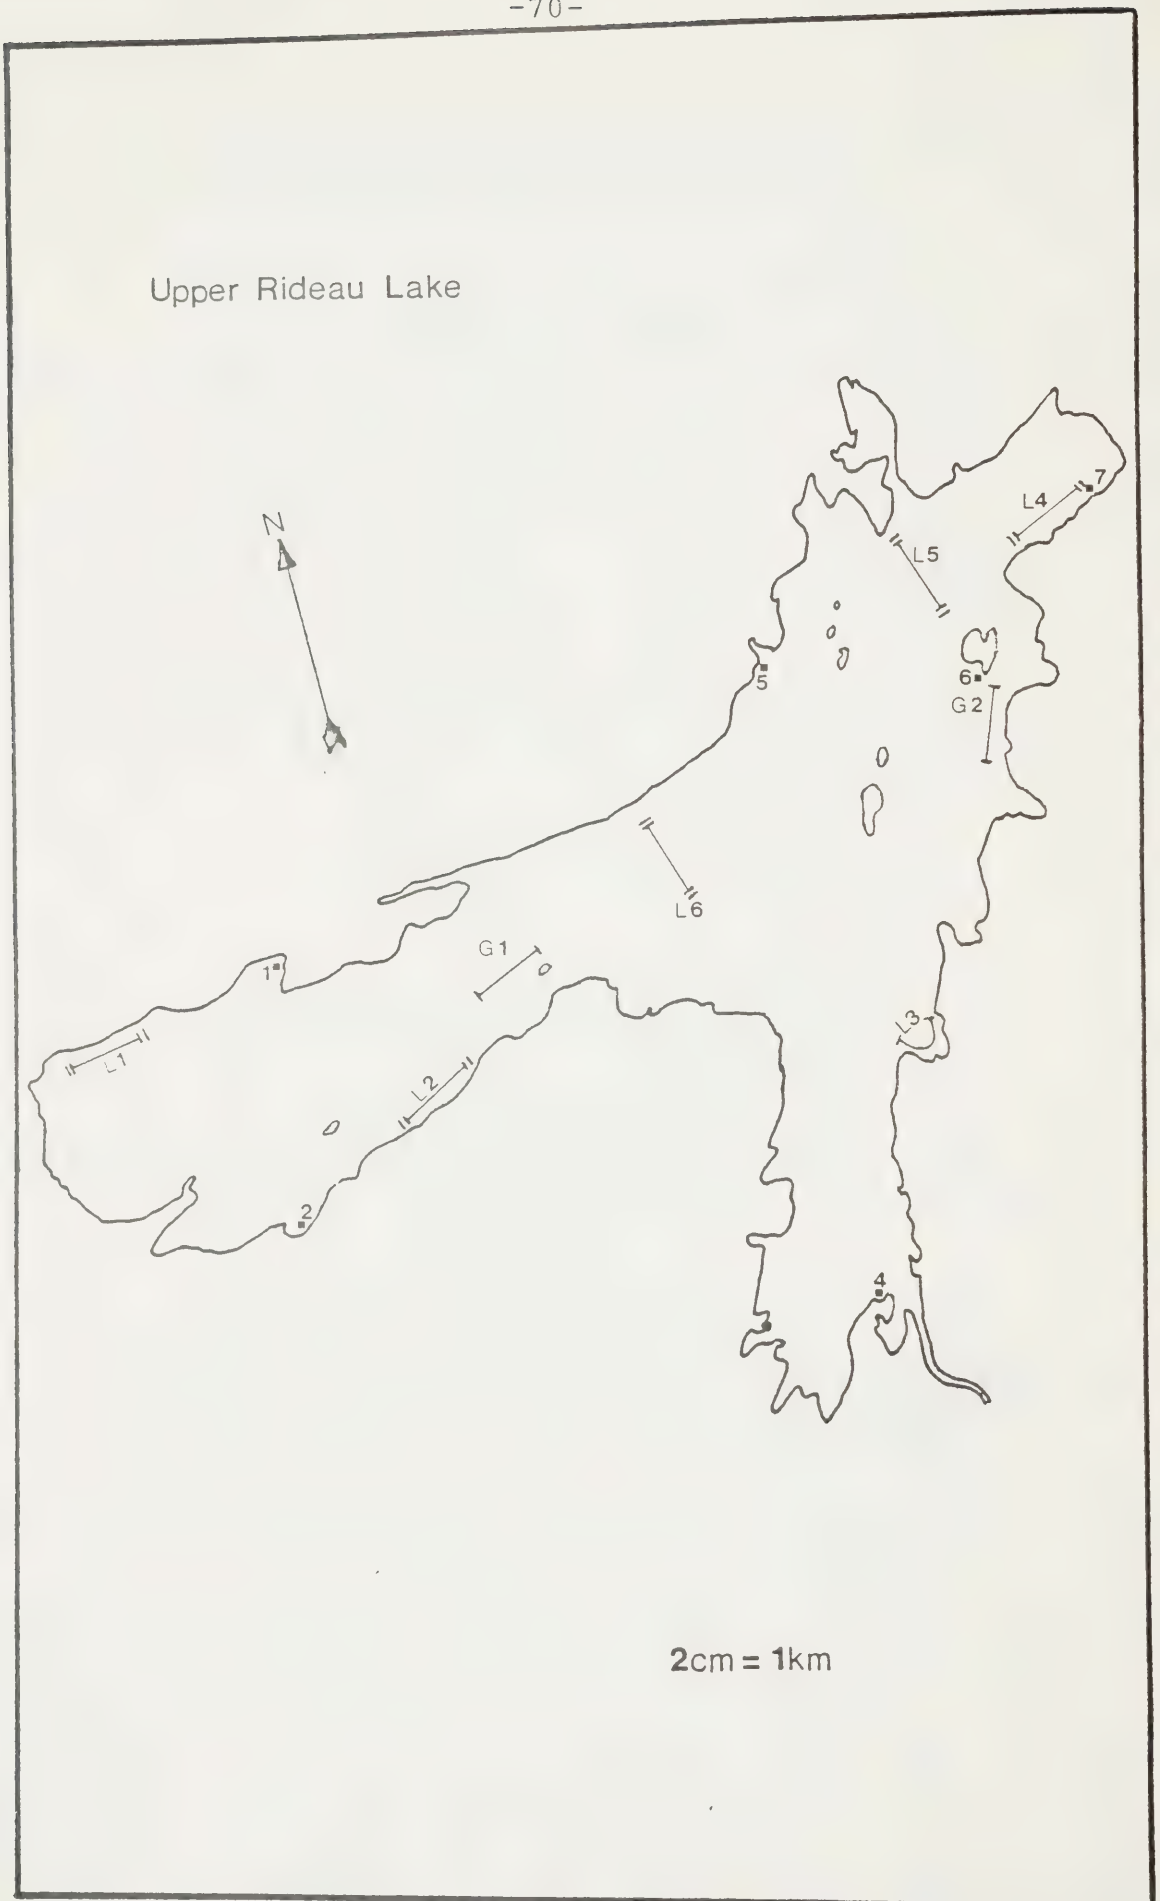 -70-
Upper Rideau Lake
N
7
L4
L5
6
5
G2
L6
G1
1
L3
L1
L2
2
4
2cm = 1km